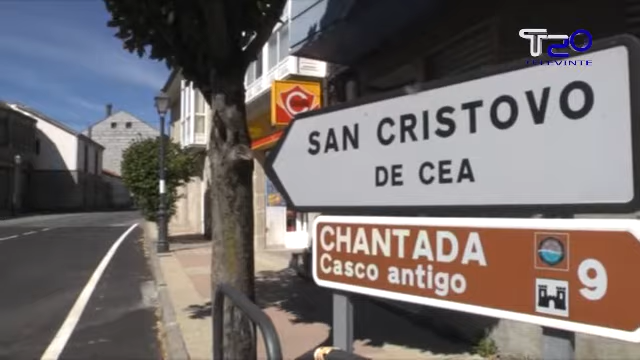 T20
TELEVINTE
SAN CRISTOVO
DE CEA
CHANTADA
Casco antigo
9
C